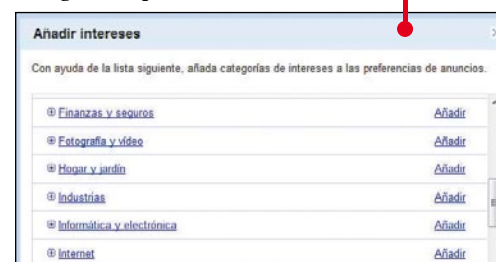 Añadir intereses
Con ayuda de la lista siguiente, añada categorías de intereses a las preferencias de anuncios.
Finanzas y seguros Añadir
Fotografía y vídeo Añadir
Hogar y jardín Añadir
Industrias Añadir
Informática y electrónica Añadir
Internet Añadir